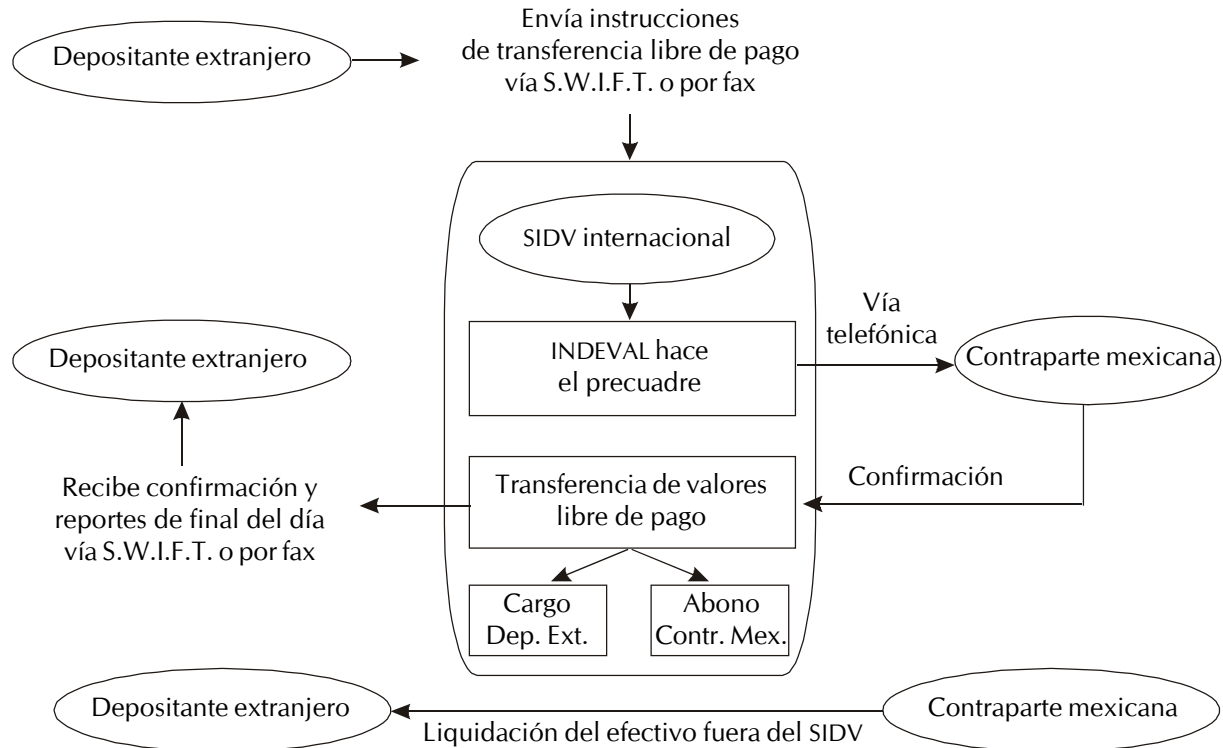 Depositante extranjero
Envía instrucciones
de transferencia libre de pago
vía S.W.I.F.T. o por fax
SIDV internacional
INDEVAL hace
el precuadre
Vía
telefónica
Contraparte mexicana
Depositante extranjero
Confirmación
Transferencia de valores
libre de pago
Recibe confirmación y
reportes de final del día
vía S.W.I.F.T. o por fax
Cargo
Dep. Ext.
Abono
Contr. Mex.
Depositante extranjero
Liquidación del efectivo fuera del SIDV
Contraparte mexicana